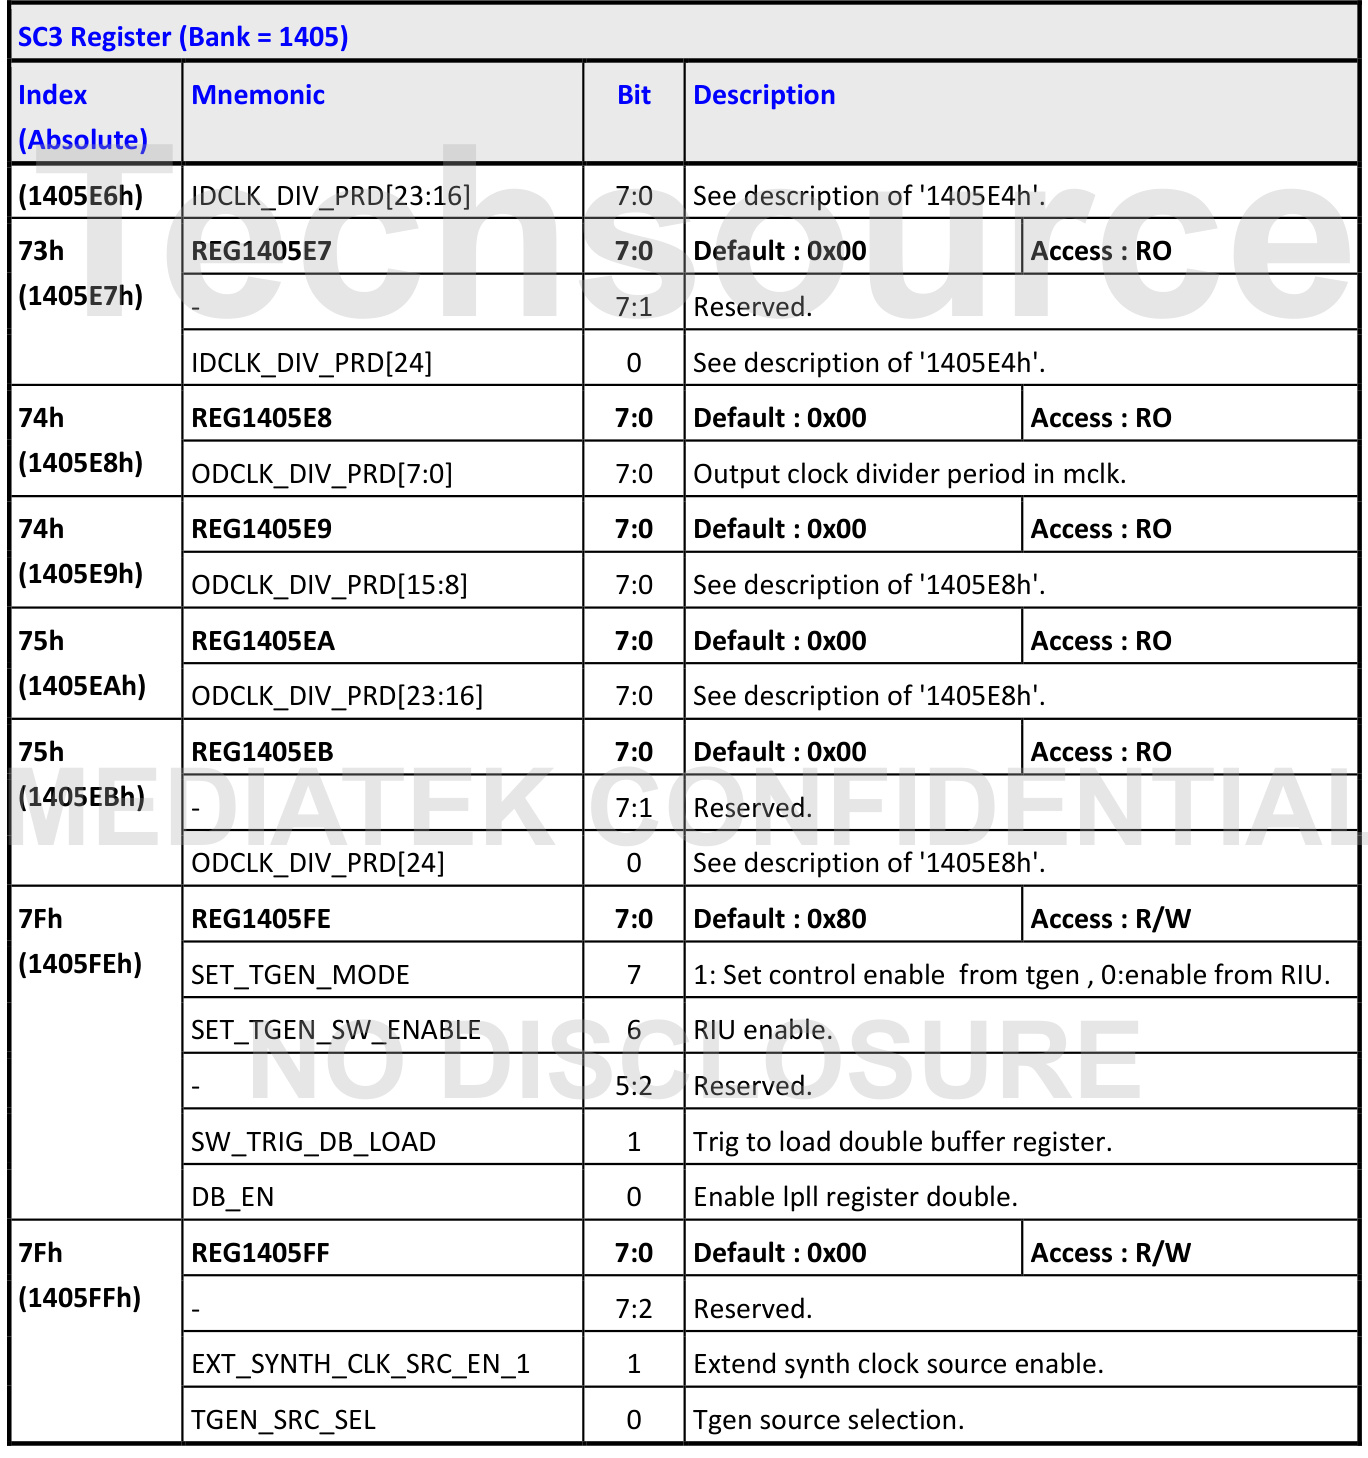 SC3 Register (Bank = 1405)
Index (Absolute) Mnemonic Bit Description
(1405E6h) IDCLK_DIV_PRD[23:16] 7:0 See description of '1405E4h'.
73h REG1405E7 7:0 Default : 0x00 Access : RO
(1405E7h) - 7:1 Reserved.
IDCLK_DIV_PRD[24] 0 See description of '1405E4h'.
74h REG1405E8 7:0 Default : 0x00 Access : RO
(1405E8h) ODCLK_DIV_PRD[7:0] 7:0 Output clock divider period in mclk.
74h REG1405E9 7:0 Default : 0x00 Access : RO
(1405E9h) ODCLK_DIV_PRD[15:8] 7:0 See description of '1405E8h'.
75h REG1405EA 7:0 Default : 0x00 Access : RO
(1405EAh) ODCLK_DIV_PRD[23:16] 7:0 See description of '1405E8h'.
75h REG1405EB 7:0 Default : 0x00 Access : RO
(1405EBh) - 7:1 Reserved.
ODCLK_DIV_PRD[24] 0 See description of '1405E8h'.
7Fh REG1405FE 7:0 Default : 0x80 Access : R/W
(1405FEh) SET_TGEN_MODE 7 1: Set control enable  from tgen , 0:enable from RIU.
SET_TGEN_SW_ENABLE 6 RIU enable.
- 5:2 Reserved.
SW_TRIG_DB_LOAD 1 Trig to load double buffer register.
DB_EN 0 Enable lpll register double.
7Fh REG1405FF 7:0 Default : 0x00 Access : R/W
(1405FFh) - 7:2 Reserved.
EXT_SYNTH_CLK_SRC_EN_1 1 Extend synth clock source enable.
TGEN_SRC_SEL 0 Tgen source selection.
Techsource
MEDIATEK CONFIDENTIAL
NO DISCLOSURE